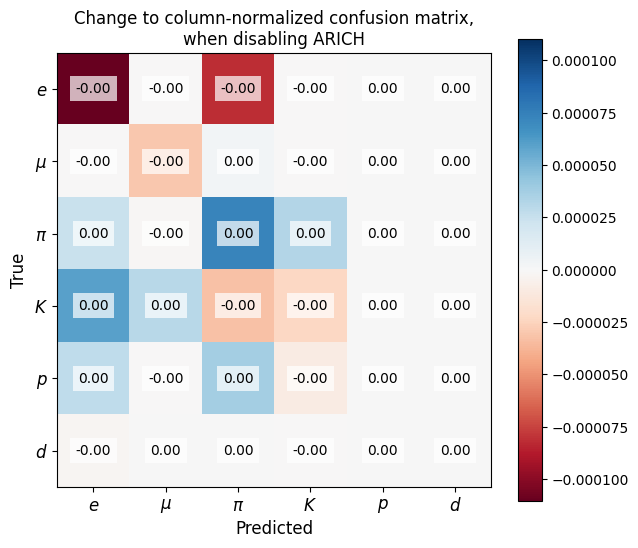 Change to column-normalized confusion matrix,
when disabling ARICH
e -0.00 -0.00 -0.00 -0.00 0.00 0.00
μ -0.00 -0.00 0.00 -0.00 0.00 0.00
π 0.00 -0.00 0.00 0.00 0.00 0.00
K 0.00 0.00 -0.00 -0.00 0.00 0.00
p 0.00 -0.00 0.00 -0.00 0.00 0.00
d -0.00 0.00 0.00 -0.00 0.00 0.00
e μ π K p d
Predicted
True
0.000100
0.000075
0.000050
0.000025
0.000000
−0.000025
−0.000050
−0.000075
−0.000100